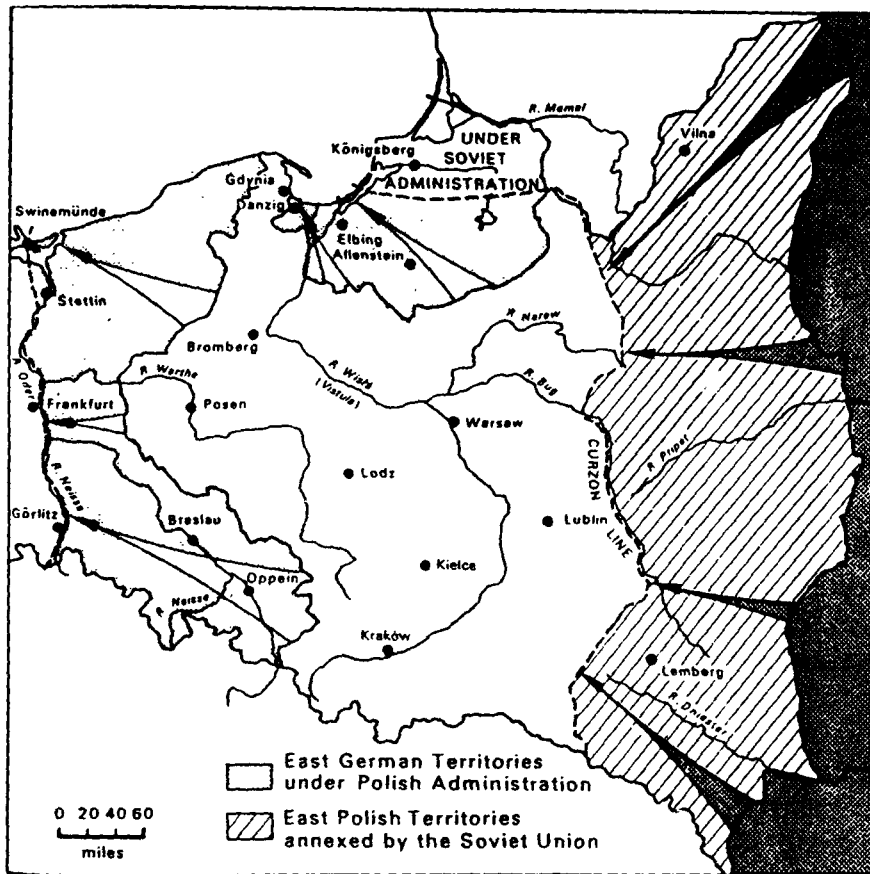 R. Memel
Vilna
Königsberg
UNDER
SOVIET
ADMINISTRATION
Gdynia
Danzig
Swinemünde
Elbing
Allenstein
Stettin
R. Narew
Bromberg
R. Wisła
(Vistula)
R. Warthe
R. Bug
R. Oder
Frankfurt
Posen
Warsaw
CURZON
LINE
R. Pripet
Lodz
R. Neisse
Görlitz
Breslau
Lublin
Oppeln
Kielce
R. Neisse
Kraków
Lemberg
R. Dniester
East German Territories
under Polish Administration
East Polish Territories
annexed by the Soviet Union
0 20 40 60
miles